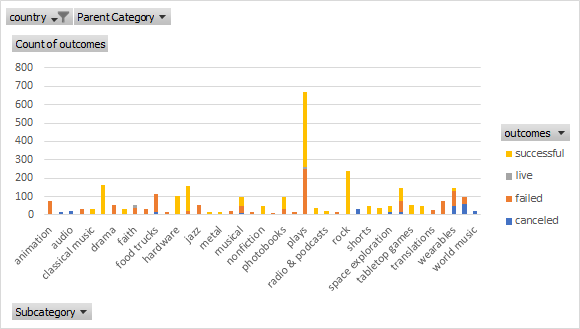 country Parent Category
Count of outcomes
800
700
600
500
400
300
200
100
0
animation
audio
classical music
drama
faith
food trucks
hardware
jazz
metal
musical
nonfiction
photobooks
plays
radio & podcasts
rock
shorts
space exploration
tabletop games
translations
wearables
world music
outcomes
successful
live
failed
canceled
Subcategory